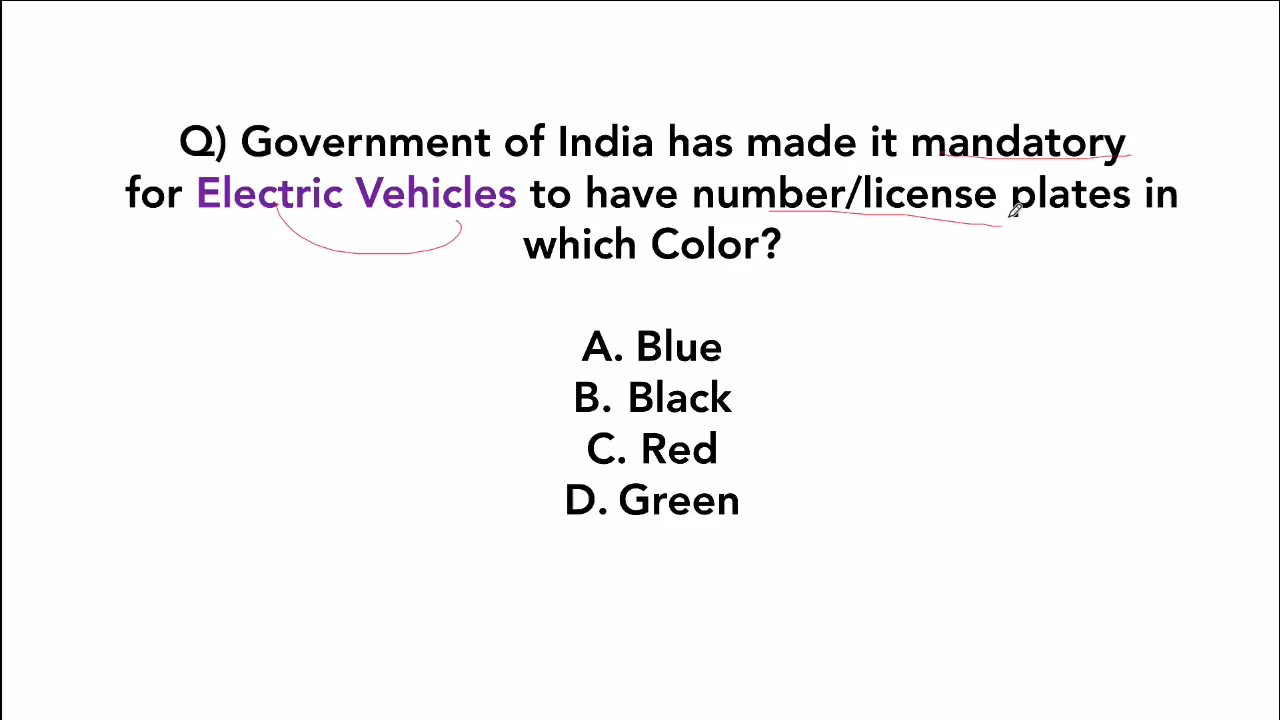 Q) Government of India has made it mandatory
for Electric Vehicles to have number/license plates in
which Color?
A. Blue
B. Black
C. Red
D. Green